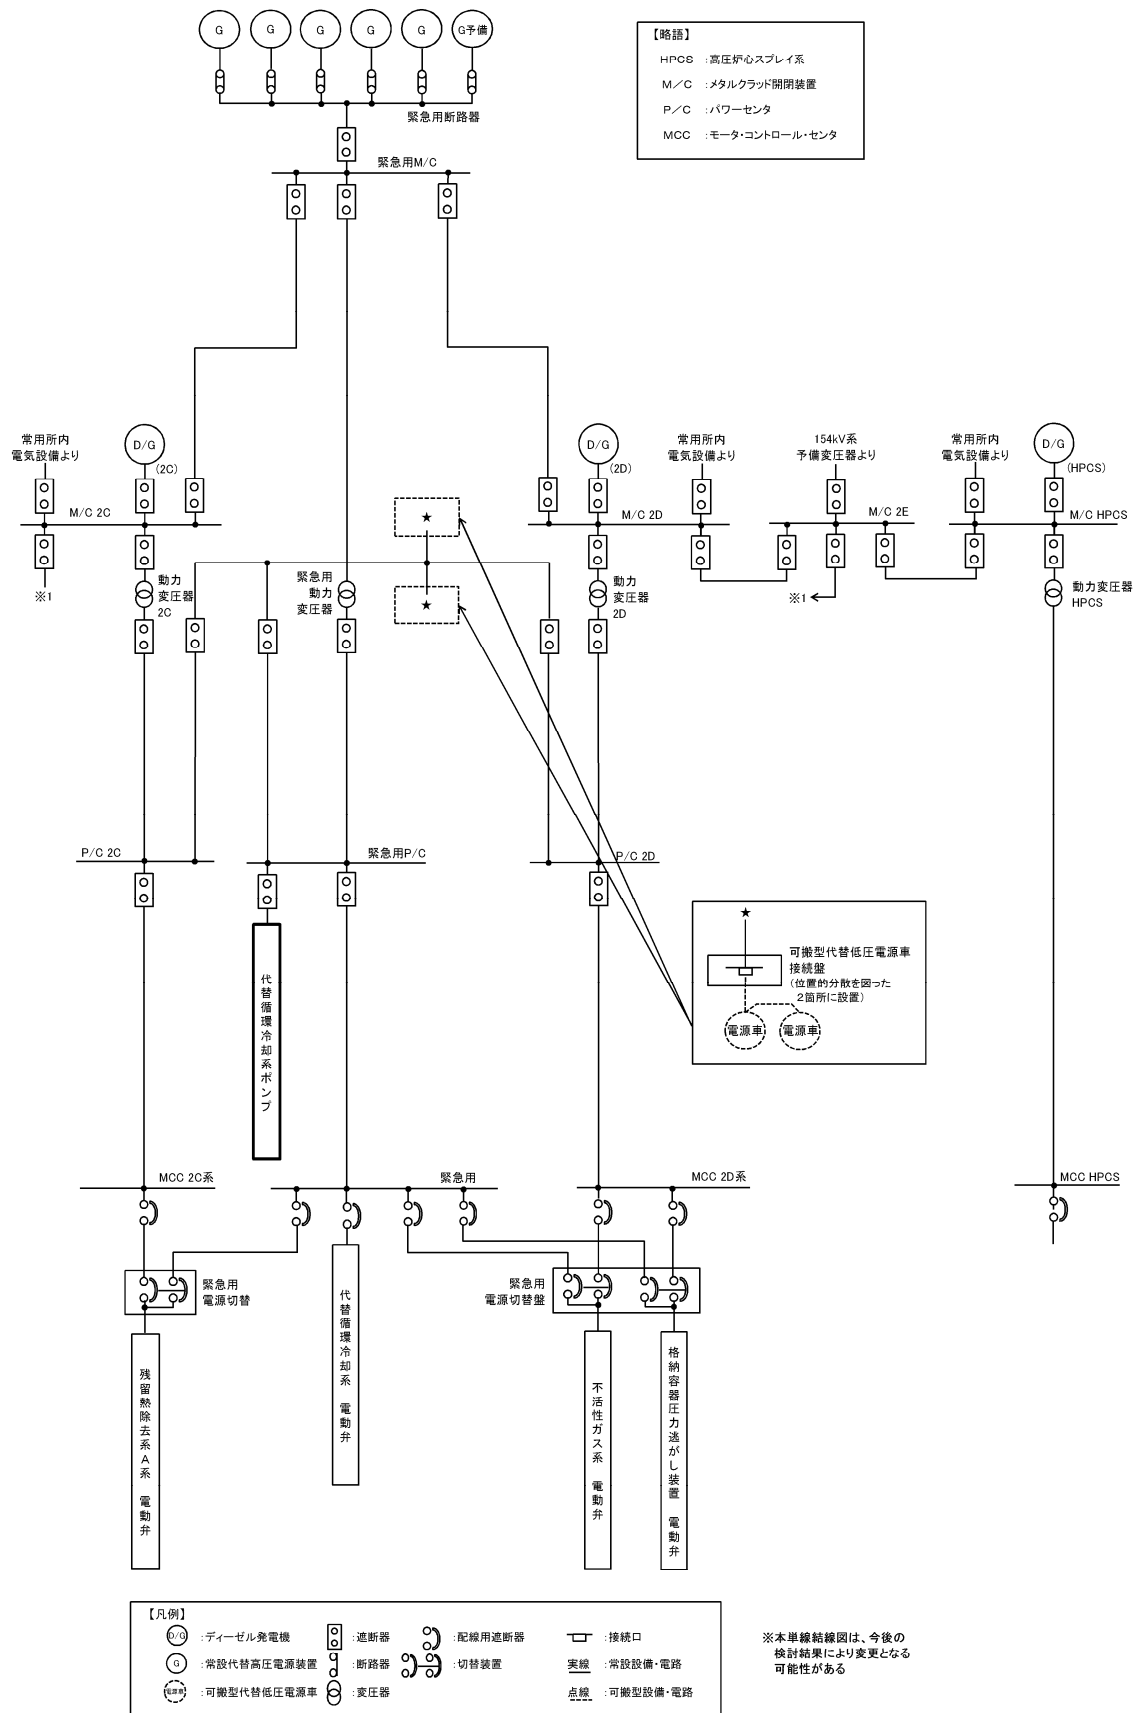 G
G
G
G
G
G予備
緊急用断路器
【略語】
HPCS :高圧炉心スプレイ系
M/C :メタルクラッド開閉装置
P/C :パワーセンタ
MCC :モータ・コントロール・センタ
緊急用M/C
常用所内
電気設備より
D/G
(2C)
M/C 2C
※1
動力
変圧器
2C
緊急用
動力
変圧器
★
★
D/G
(2D)
M/C 2D
動力
変圧器
2D
常用所内
電気設備より
154kV系
予備変圧器より
M/C 2E
※1
常用所内
電気設備より
D/G
(HPCS)
M/C HPCS
動力変圧器
HPCS
P/C 2C
緊急用P/C
P/C 2D
代替循環冷却系ポンプ
★
可搬型代替低圧電源車
接続盤
(位置的分散を図った
2箇所に設置)
電源車
電源車
MCC 2C系
緊急用
MCC 2D系
MCC HPCS
緊急用
電源切替
緊急用
電源切替盤
残留熱除去系A系 電動弁
代替循環冷却系 電動弁
不活性ガス系 電動弁
格納容器圧力逃がし装置 電動弁
【凡例】
D/G :ディーゼル発電機
:遮断器
:配線用遮断器
:接続口
G :常設代替高圧電源装置
:断路器
:切替装置
実線 :常設設備・電路
電源車 :可搬型代替低圧電源車
:変圧器
点線 :可搬型設備・電路
※本単線結線図は、今後の
検討結果により変更となる
可能性がある